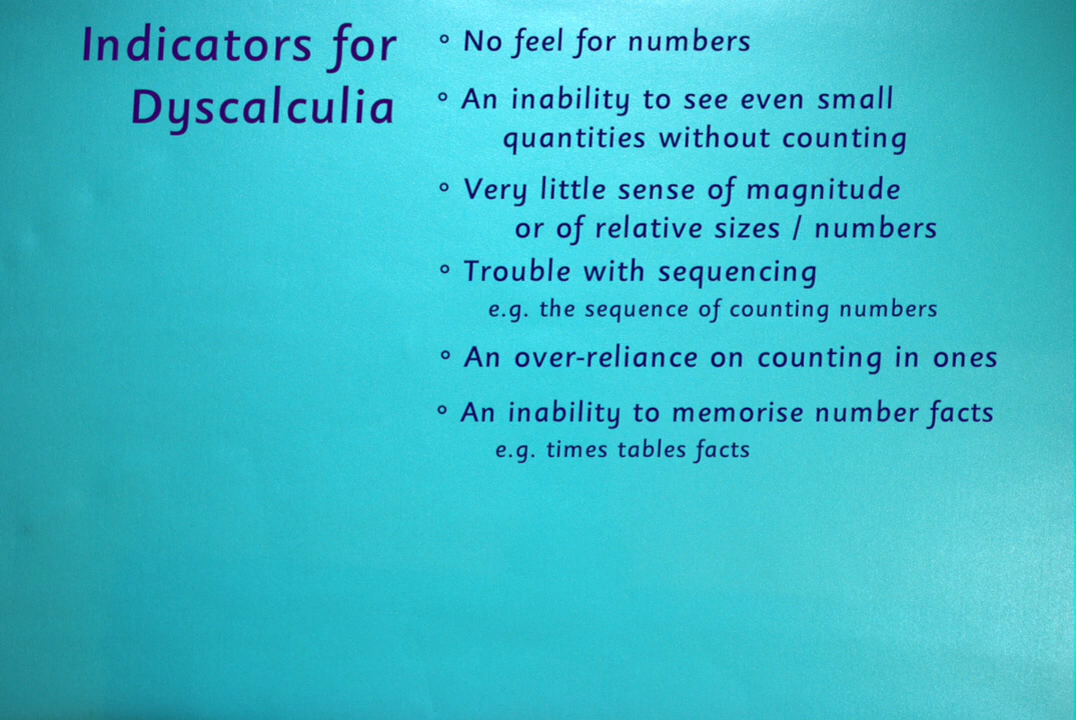 Indicators for
Dyscalculia
° No feel for numbers
° An inability to see even small
quantities without counting
° Very little sense of magnitude
or of relative sizes / numbers
° Trouble with sequencing
e.g. the sequence of counting numbers
° An over-reliance on counting in ones
° An inability to memorise number facts
e.g. times tables facts